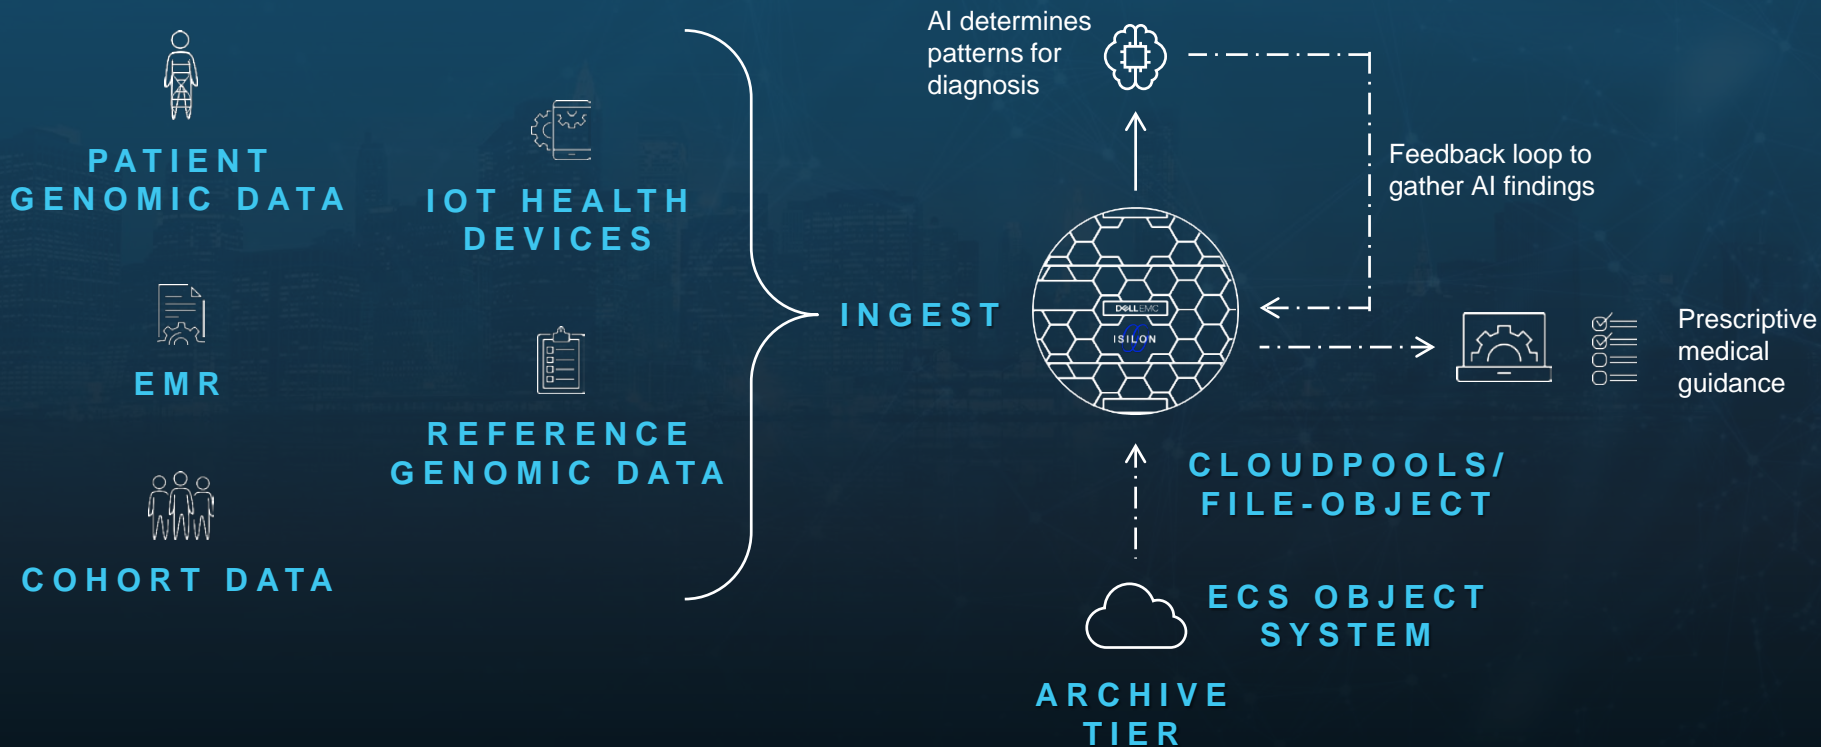 PATIENT
GENOMIC DATA
IOT HEALTH
DEVICES
EMR
REFERENCE
GENOMIC DATA
COHORT DATA
INGEST
AI determines
patterns for
diagnosis
Feedback loop to
gather AI findings
DELLEMC
ISILON
Prescriptive
medical
guidance
CLOUDPOOLS/
FILE-OBJECT
ECS OBJECT
SYSTEM
ARCHIVE
TIER